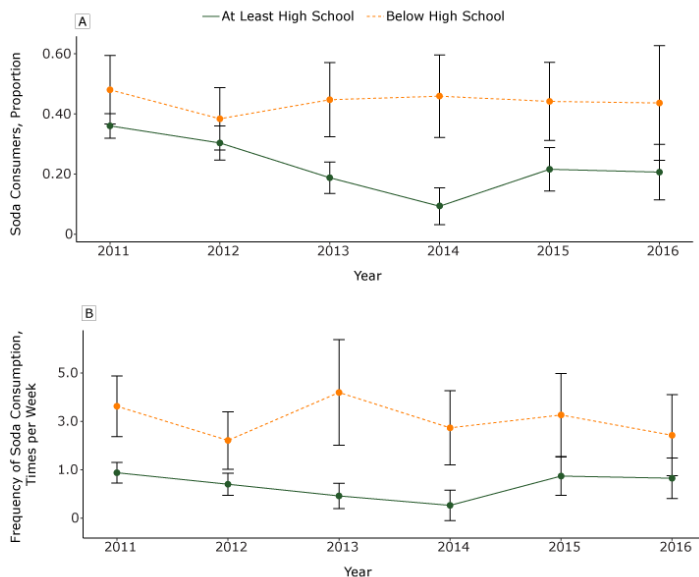 A
At Least High School
Below High School
Soda Consumers, Proportion
0.60
0.40
0.20
0
2011 2012 2013 2014 2015 2016
Year
B
Frequency of Soda Consumption,
Times per Week
5.0
3.0
1.0
0
2011 2012 2013 2014 2015 2016
Year